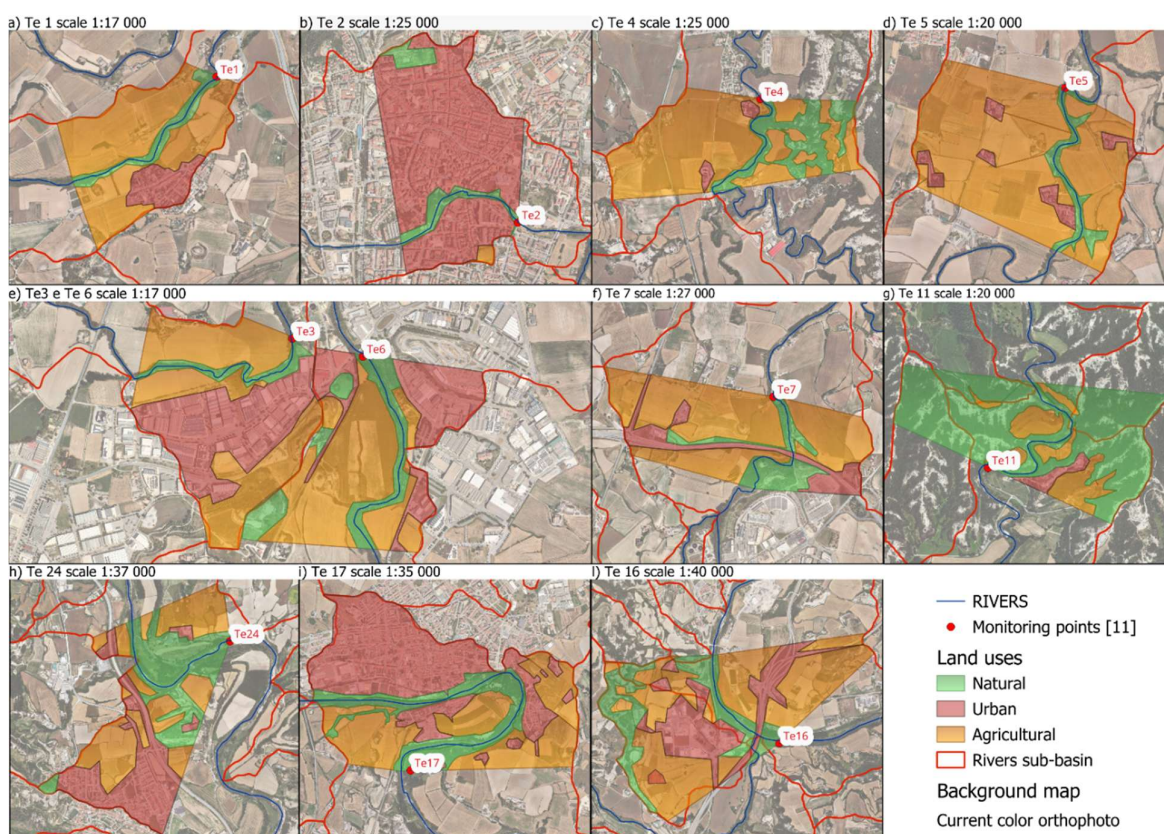 a) Te 1 scale 1:17 000
b) Te 2 scale 1:25 000
c) Te 4 scale 1:25 000
d) Te 5 scale 1:20 000
Te1
Te2
Te4
Te5
e) Te3 e Te 6 scale 1:17 000
f) Te 7 scale 1:27 000
g) Te 11 scale 1:20 000
Te3
Te6
Te7
Te11
h) Te 24 scale 1:37 000
i) Te 17 scale 1:35 000
l) Te 16 scale 1:40 000
Te24
Te17
Te16
RIVERS
Monitoring points [11]
Land uses
Natural
Urban
Agricultural
Rivers sub-basin
Background map
Current color orthophoto